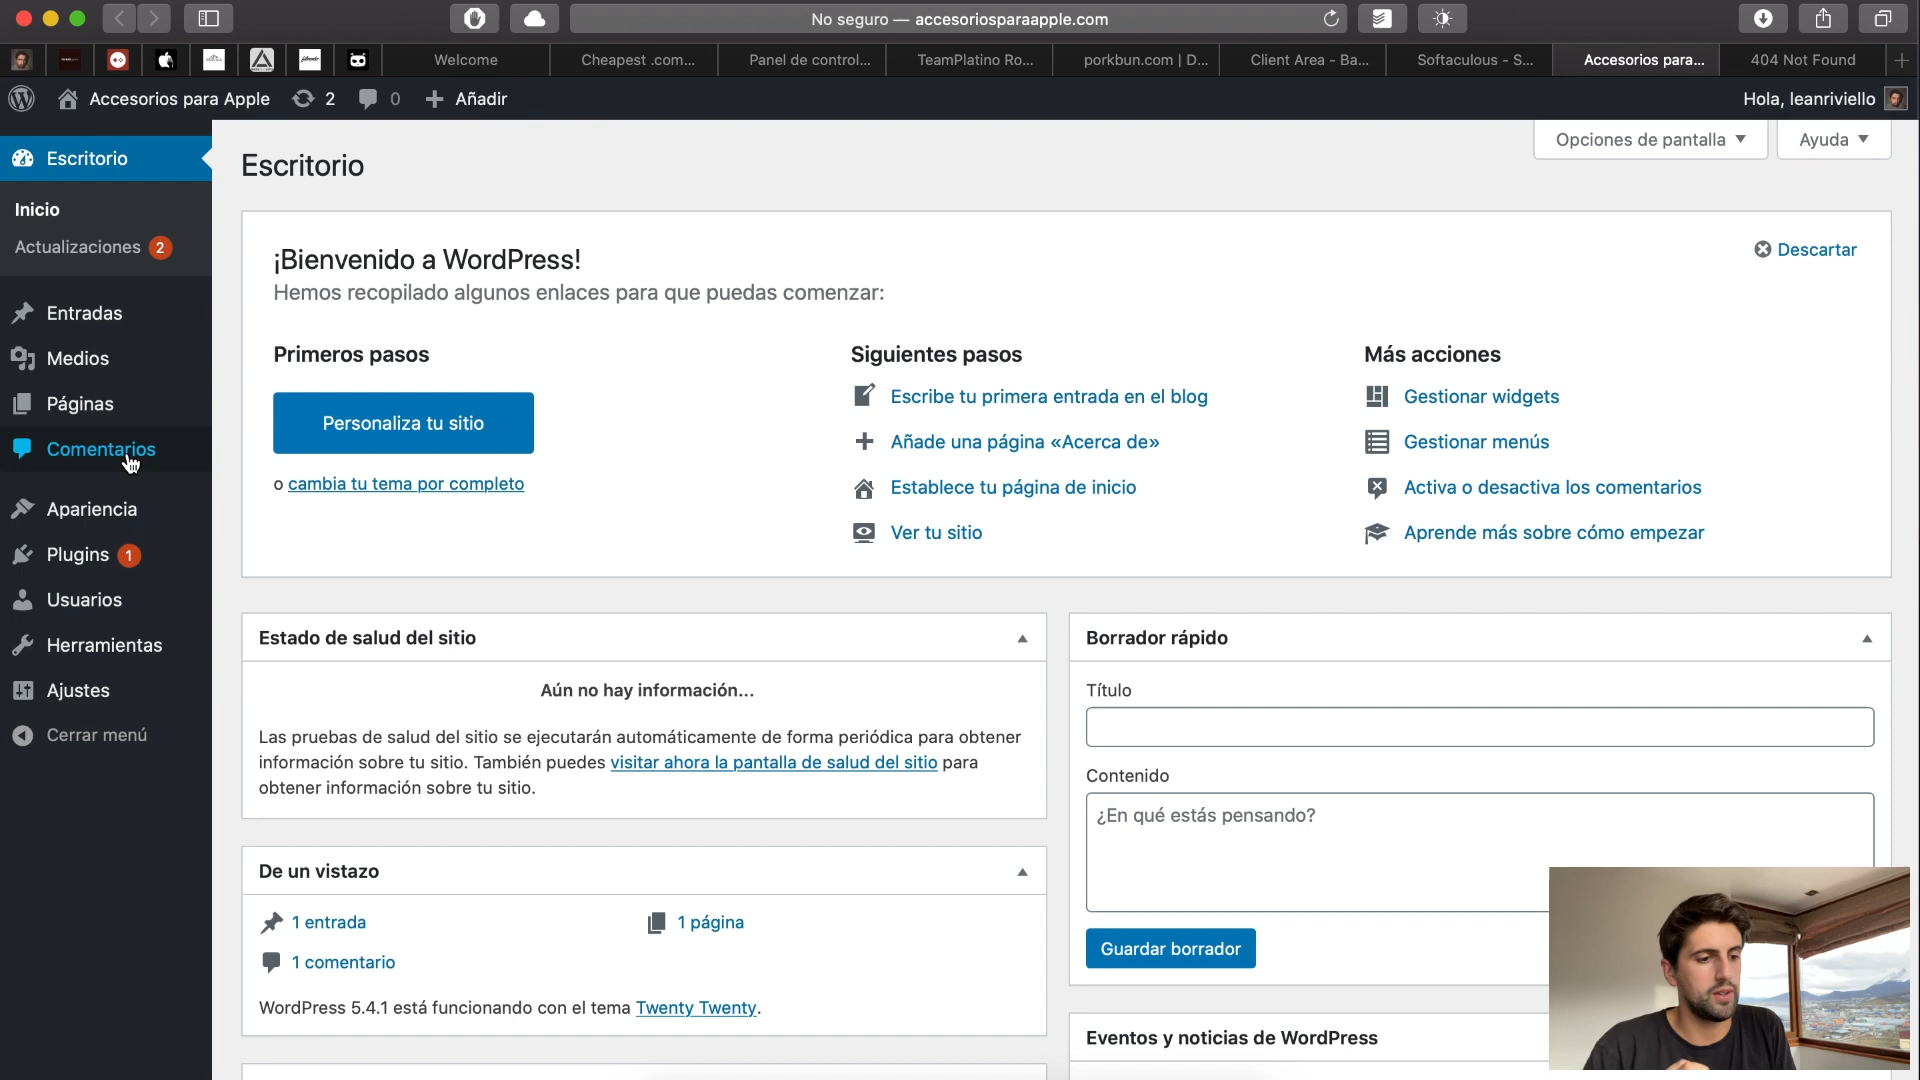 No seguro — accesoriosparaapple.com
Welcome
Cheapest .com...
Panel de control...
TeamPlatino Ro...
porkbun.com | D...
Client Area - Ba...
Softaculous - S...
Accesorios para...
404 Not Found
Accesorios para Apple
2
0
Añadir
Hola, leanriviello
Escritorio
Inicio
Actualizaciones 2
Entradas
Medios
Páginas
Comentarios
Apariencia
Plugins 1
Usuarios
Herramientas
Ajustes
Cerrar menú
Opciones de pantalla
Ayuda
Escritorio
¡Bienvenido a WordPress!
Descartar
Hemos recopilado algunos enlaces para que puedas comenzar:
Primeros pasos
Personaliza tu sitio
o cambia tu tema por completo
Siguientes pasos
Escribe tu primera entrada en el blog
Añade una página «Acerca de»
Establece tu página de inicio
Ver tu sitio
Más acciones
Gestionar widgets
Gestionar menús
Activa o desactiva los comentarios
Aprende más sobre cómo empezar
Estado de salud del sitio
Aún no hay información...
Las pruebas de salud del sitio se ejecutarán automáticamente de forma periódica para obtener
información sobre tu sitio. También puedes visitar ahora la pantalla de salud del sitio para
obtener información sobre tu sitio.
De un vistazo
1 entrada
1 página
1 comentario
WordPress 5.4.1 está funcionando con el tema Twenty Twenty.
Borrador rápido
Título
Contenido
¿En qué estás pensando?
Guardar borrador
Eventos y noticias de WordPress